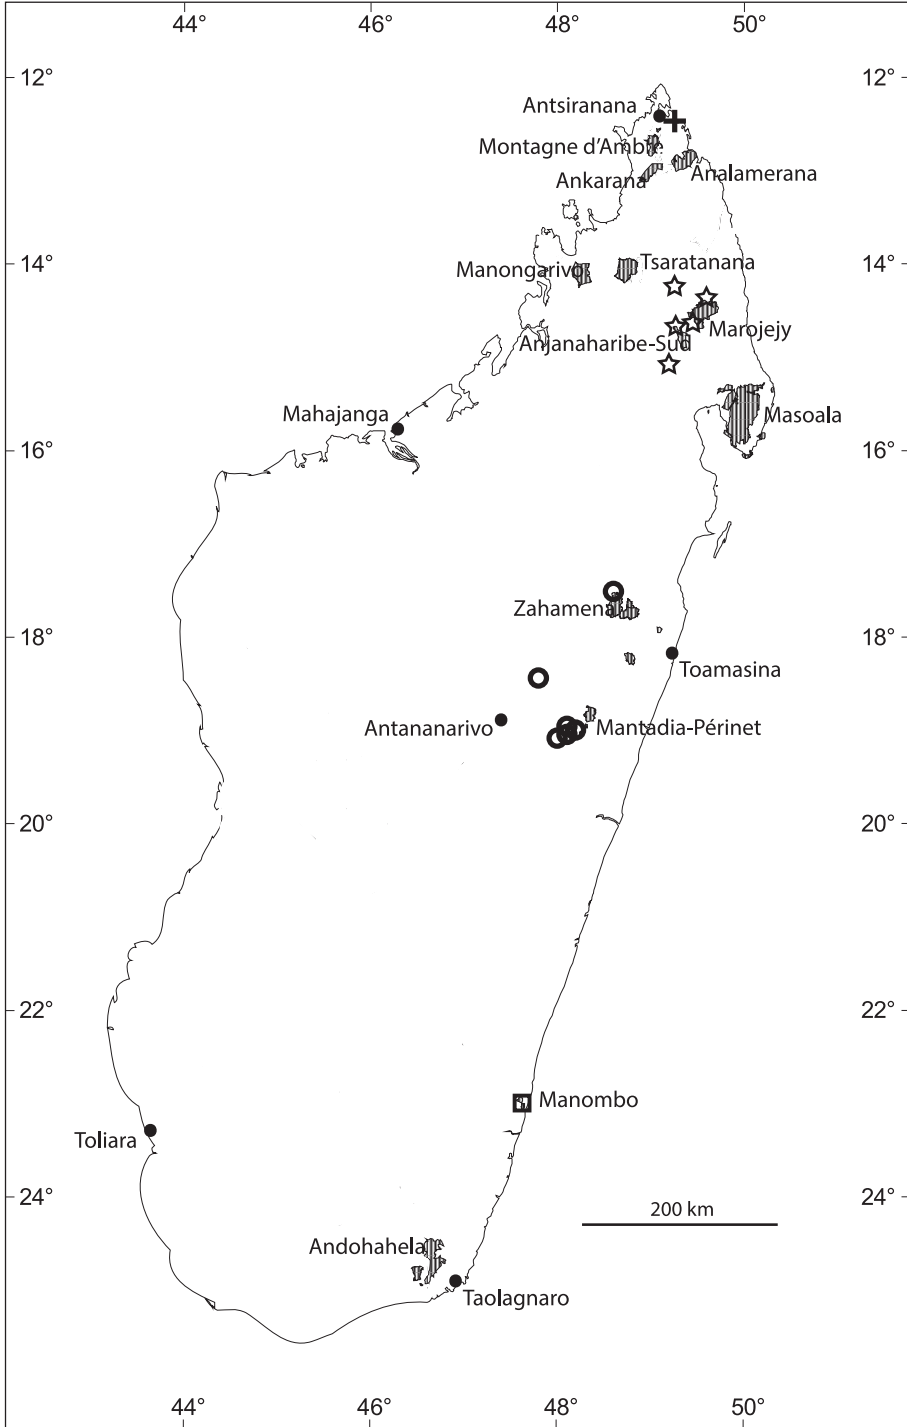 44° 46° 48° 50°
12° 12°
Antsiranana
Montagne d'Ambre
Analamerana
Ankarana
14° 14°
Tsaratanana
Manongarivo
Marojejy
Anjanaharibe-Sud
Mahajanga
Masoala
16° 16°
Zahamena
18° 18°
Toamasina
Antananarivo
Mantadia-Périnet
20° 20°
22° 22°
Manombo
Toliara
24° 24°
200 km
Andohahela
Taolagnaro
44° 46° 48° 50°